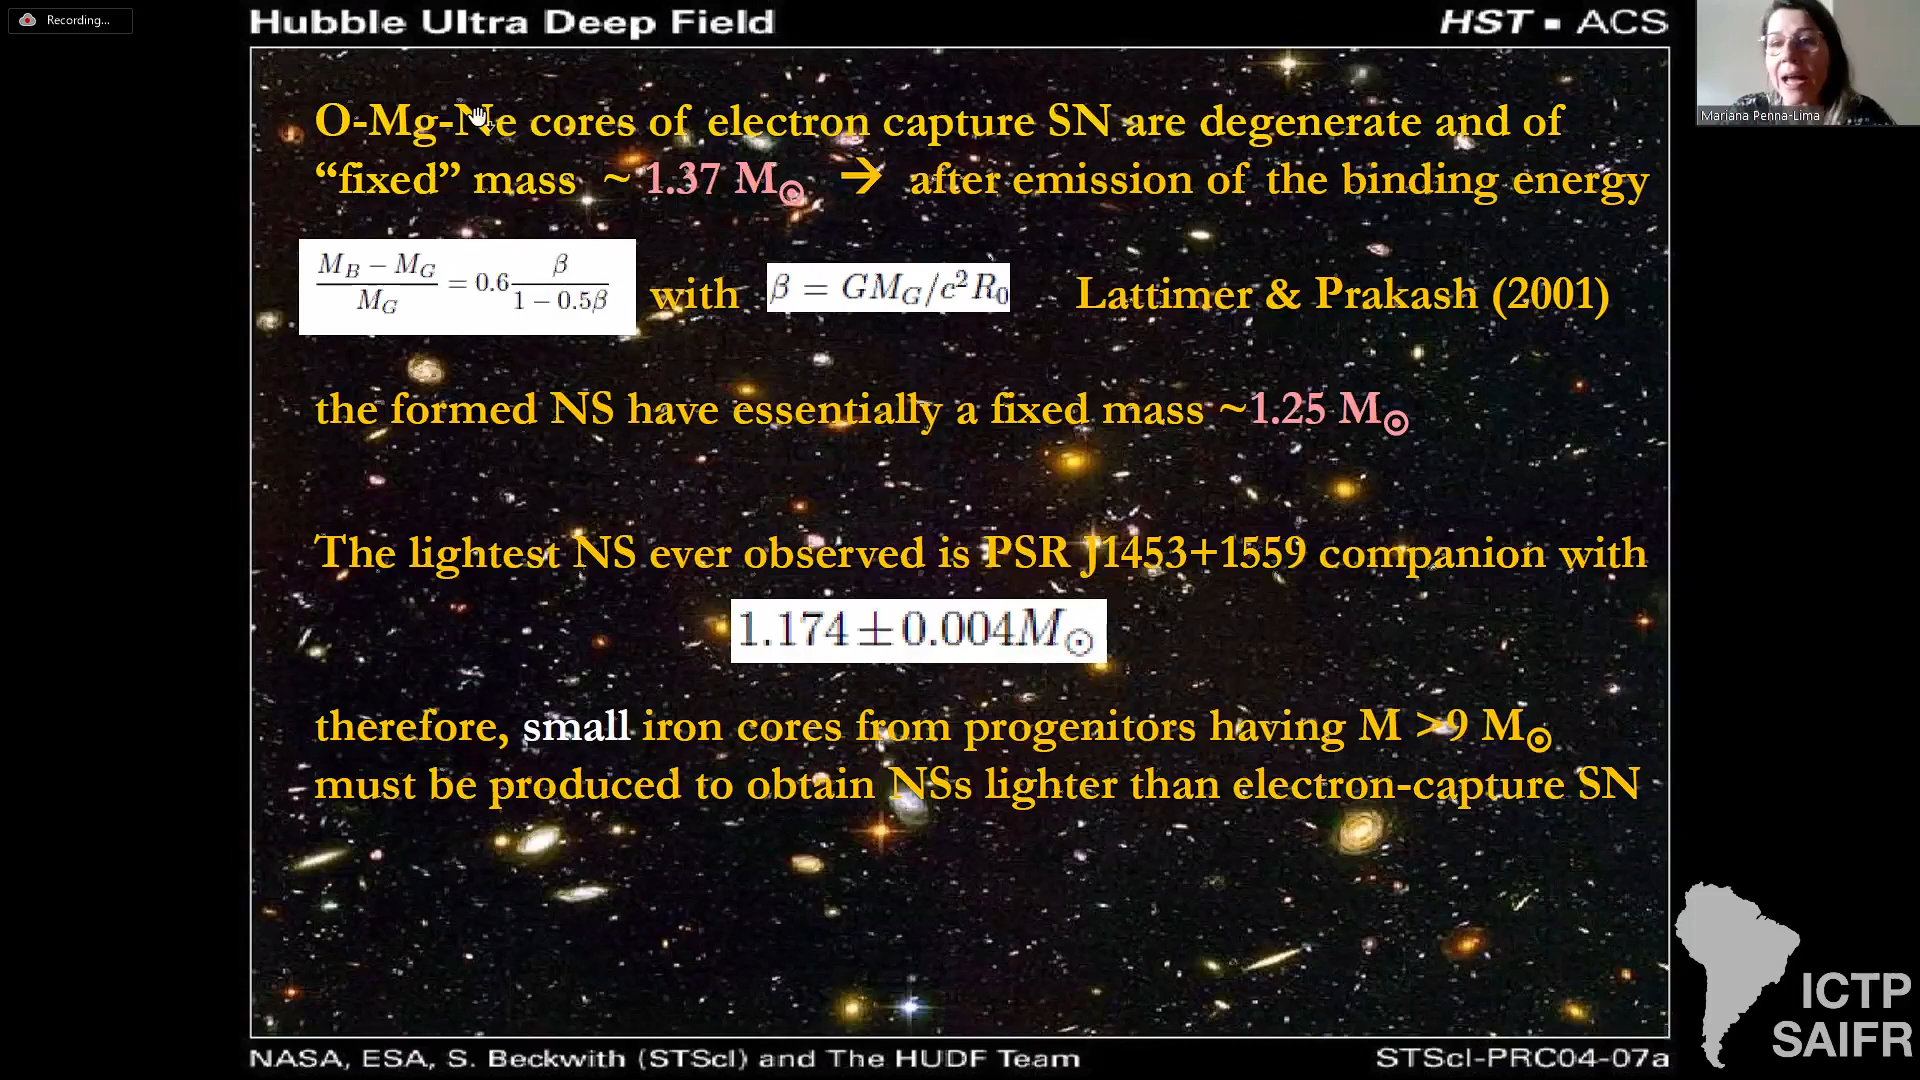 Recording...
Hubble Ultra Deep Field
HST ▪ ACS
Mariana Penna-Lima
O-Mg-Ne cores of electron capture SN are degenerate and of
“fixed” mass ~ 1.37 M⊙ → after emission of the binding energy
\frac{M_B − M_G}{M_G} = 0.6 \frac{β}{1 − 0.5β} with β = GM_G/c²R₀ Lattimer & Prakash (2001)
the formed NS have essentially a fixed mass ~1.25 M⊙
The lightest NS ever observed is PSR J1453+1559 companion with
1.174 ± 0.004M⊙
therefore, small iron cores from progenitors having M >9 M⊙
must be produced to obtain NSs lighter than electron-capture SN
ICTP
SAIFR
NASA, ESA, S. Beckwith (STScI) and The HUDF Team
STScI-PRC04-07a